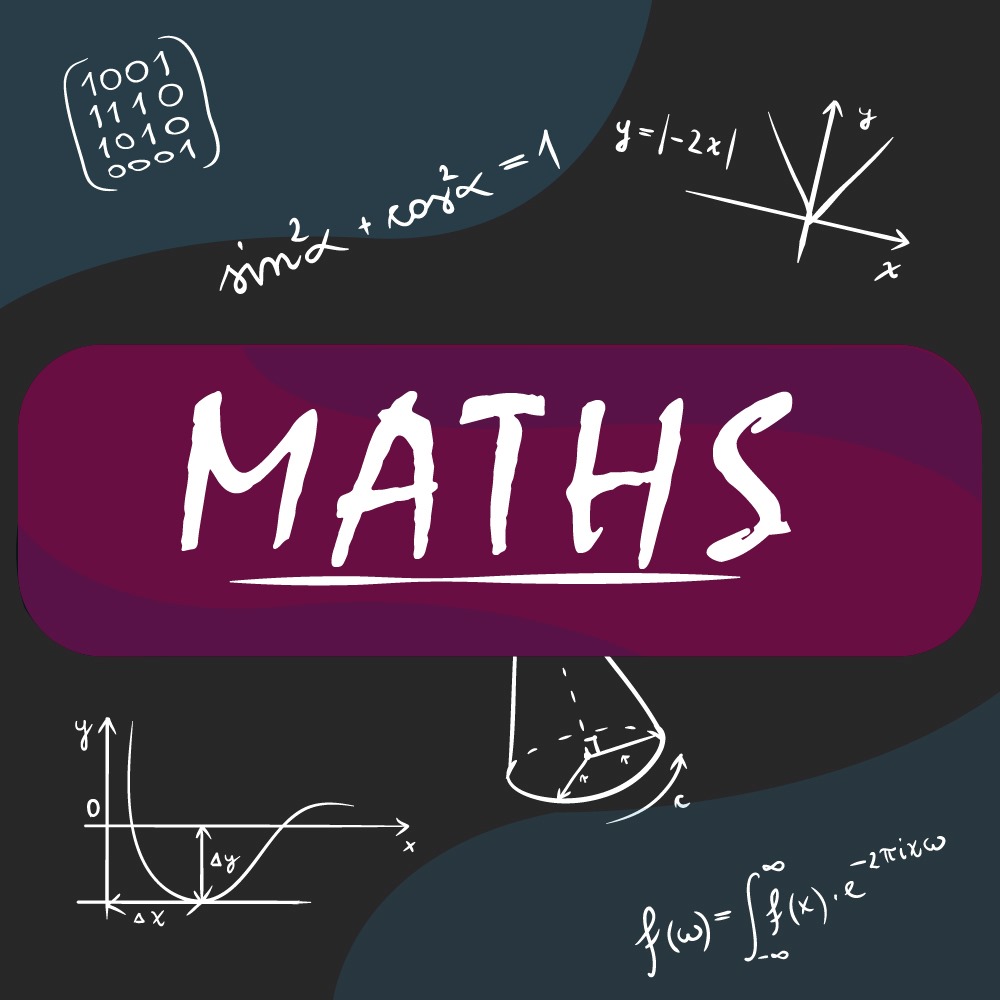 1001
1110
1010
0001
sin²α + cos²α = 1
y=|-2x|
y
x
MATHS
y
0
x
Δy
Δx
r
r
c
f(ω)=∫_{-∞}^{∞} f(x)·e^{-2πixω}